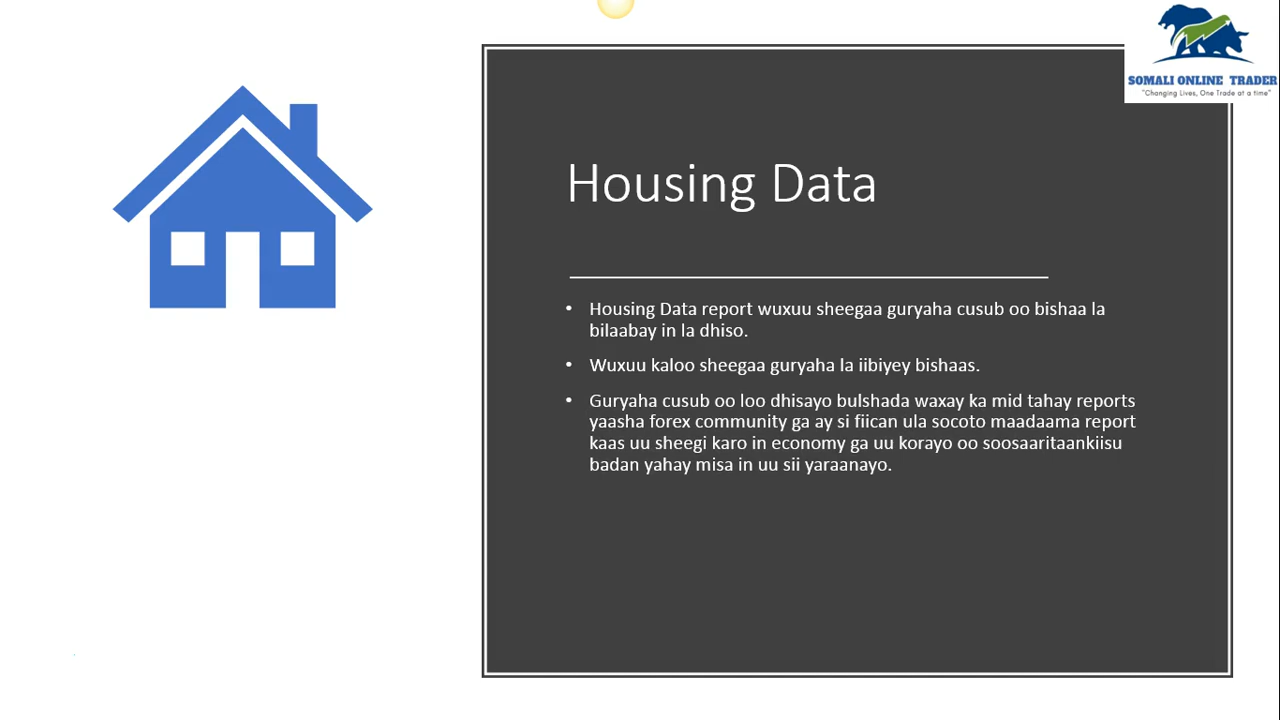 SOMALI ONLINE TRADER
"Changing Lives, One Trade at a time"
Housing Data
• Housing Data report wuxuu sheegaa guryaha cusub oo bishaa la
bilaabay in la dhiso.
• Wuxuu kaloo sheegaa guryaha la iibiyey bishaas.
• Guryaha cusub oo loo dhisayo bulshada waxay ka mid tahay reports
yaasha forex community ga ay si fiican ula socoto maadaama report
kaas uu sheegi karo in economy ga uu korayo oo soosaaritaankiisu
badan yahay misa in uu sii yaraanayo.